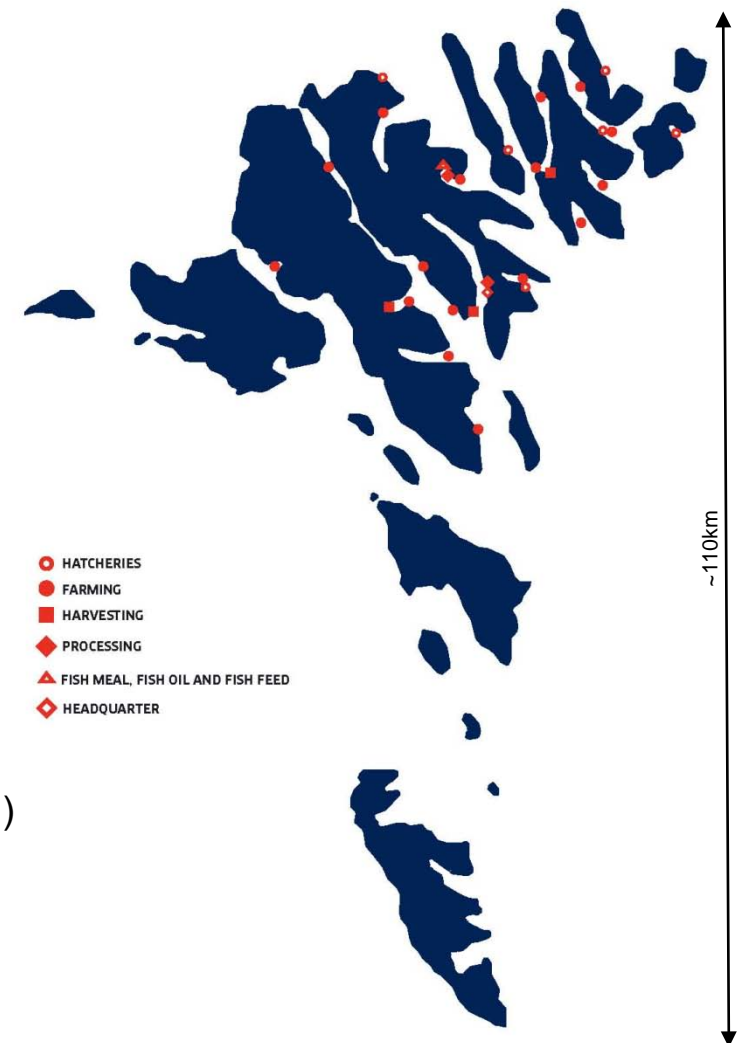 ~110km
HATCHERIES
FARMING
HARVESTING
PROCESSING
FISH MEAL, FISH OIL AND FISH FEED
HEADQUARTER
)